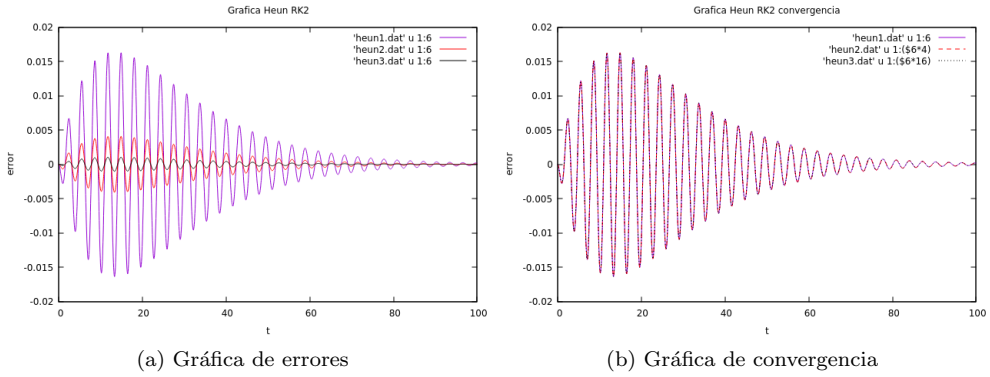 Grafica Heun RK2
error
0.02
0.015
0.01
0.005
0
-0.005
-0.01
-0.015
-0.02
'heun1.dat' u 1:6
'heun2.dat' u 1:6
'heun3.dat' u 1:6
0 20 40 60 80 100
t
(a) Gráfica de errores
Grafica Heun RK2 convergencia
error
0.02
0.015
0.01
0.005
0
-0.005
-0.01
-0.015
-0.02
'heun1.dat' u 1:6
'heun2.dat' u 1:($6*4)
'heun3.dat' u 1:($6*16)
0 20 40 60 80 100
t
(b) Gráfica de convergencia